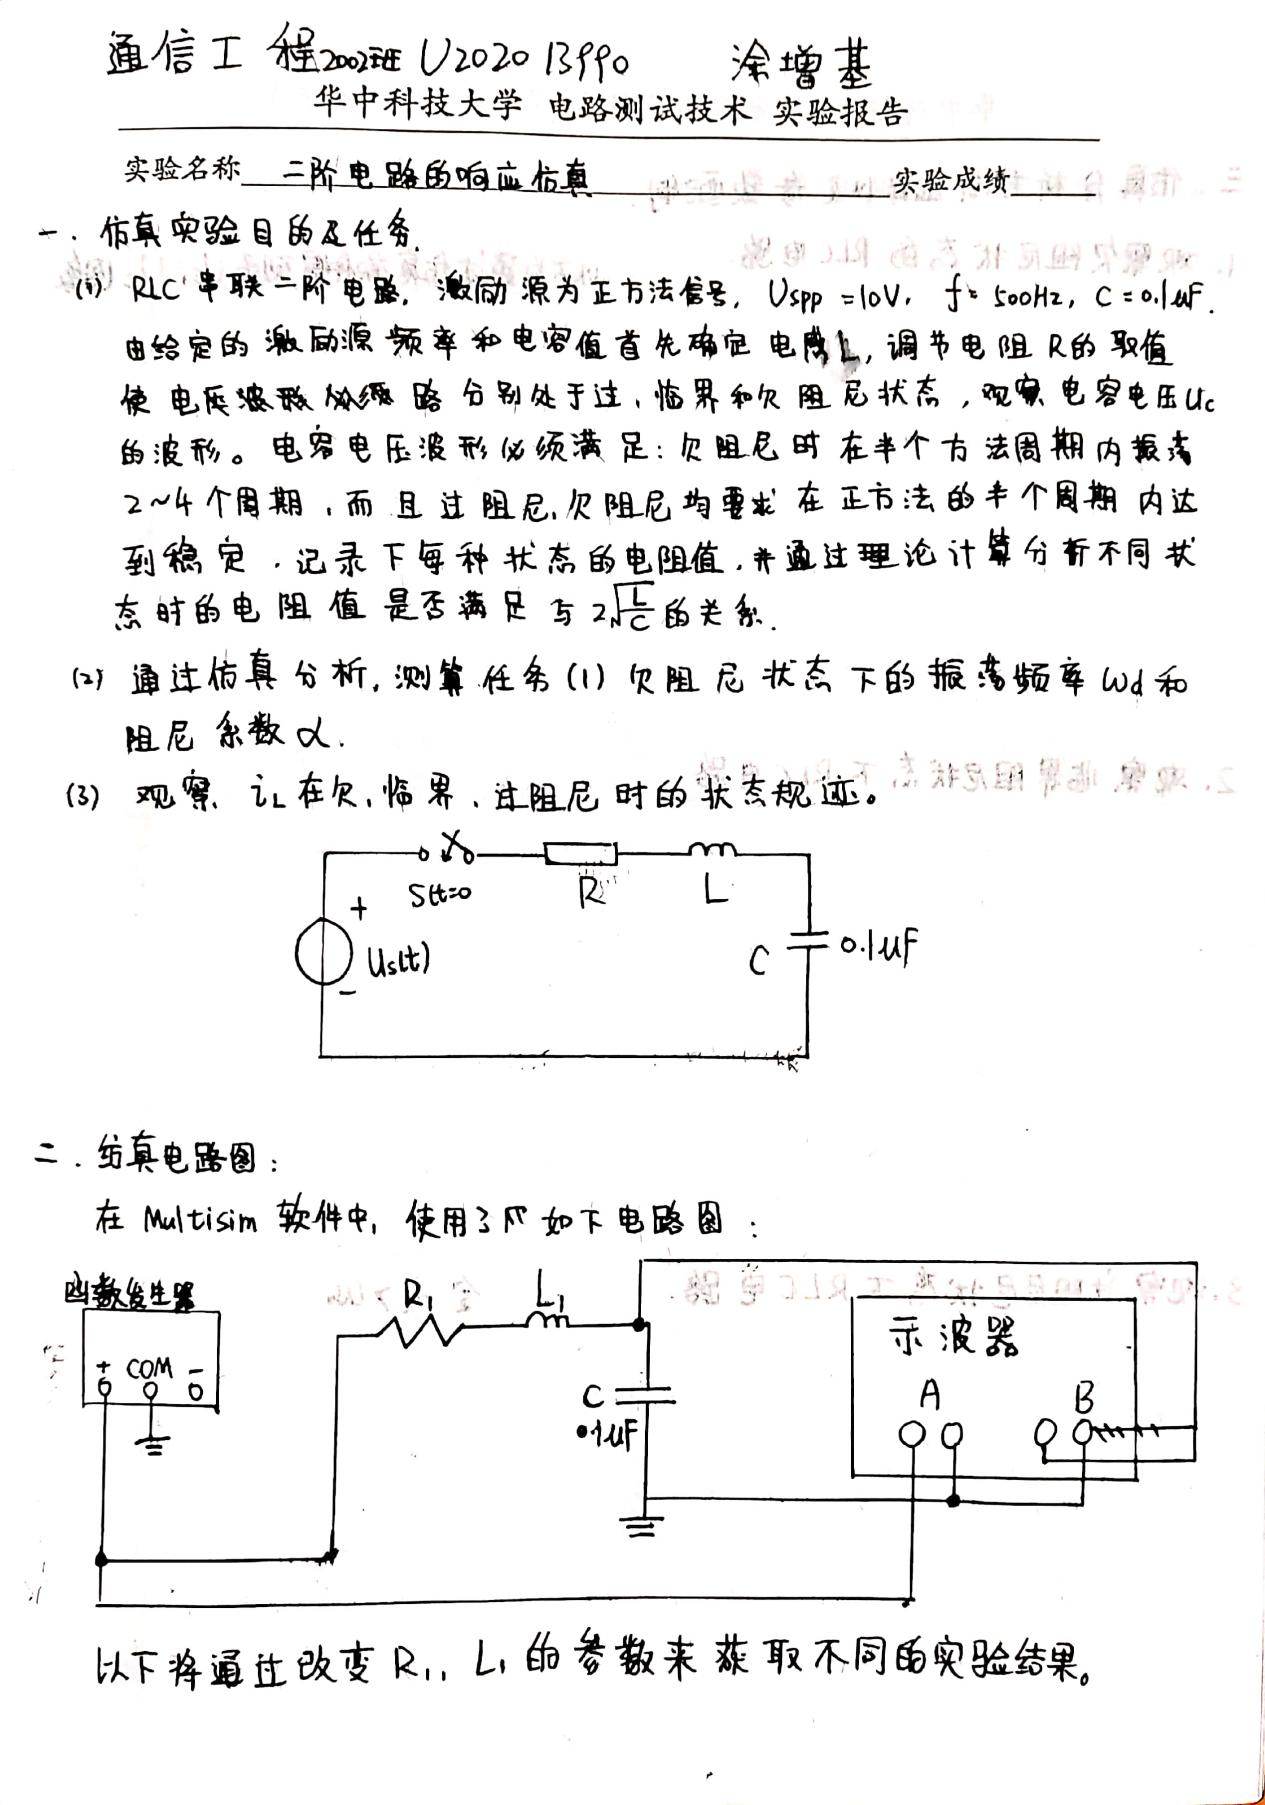 通信工程2002班 U202013990 涂增基
华中科技大学 电路测试技术 实验报告
实验名称 二阶电路的响应仿真 实验成绩
一. 仿真实验目的及任务.
(1) RLC串联二阶电路, 激励源为正方法信号, Uspp=10V, f=500Hz, C=0.1uF.
由给定的激励源频率和电容值首先确定电感L, 调节电阻R的取值
使电压波形必须路分别处于过、临界和欠阻尼状态, 观察电容电压Uc
的波形。电容电压波形必须满足: 欠阻尼时在半个方法周期内振荡
2~4个周期, 而且过阻尼、欠阻尼均要求在正方法的半个周期内达
到稳定. 记录下每种状态的电阻值, 并通过理论计算分析不同状
态时的电阻值是否满足与2√(L/C)的关系.
(2) 通过仿真分析, 测算任务(1)欠阻尼状态下的振荡频率ωd和
阻尼系数α.
(3) 观察 iL在欠、临界、过阻尼时的状态规迹。
S(t=0) R L
+ Us(t) - C 0.1uF
二. 仿真电路图:
在Multisim软件中, 使用了 如下电路图:
函数发生器 R1 L1 示波器
+ COM - C 0.1uF A B
以下将通过改变R1, L1的参数来获取不同的实验结果。